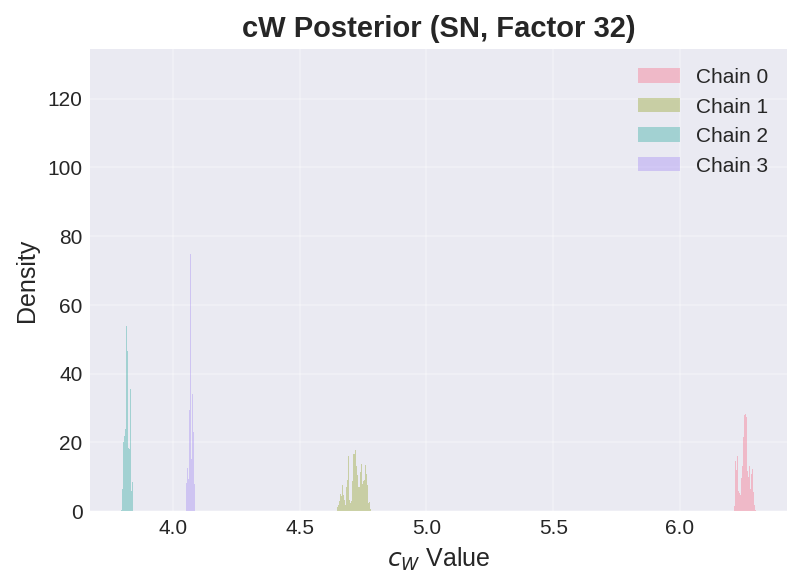 cW Posterior (SN, Factor 32)
Chain 0
Chain 1
Chain 2
Chain 3
Density
120
100
80
60
40
20
0
4.0 4.5 5.0 5.5 6.0
c_W Value